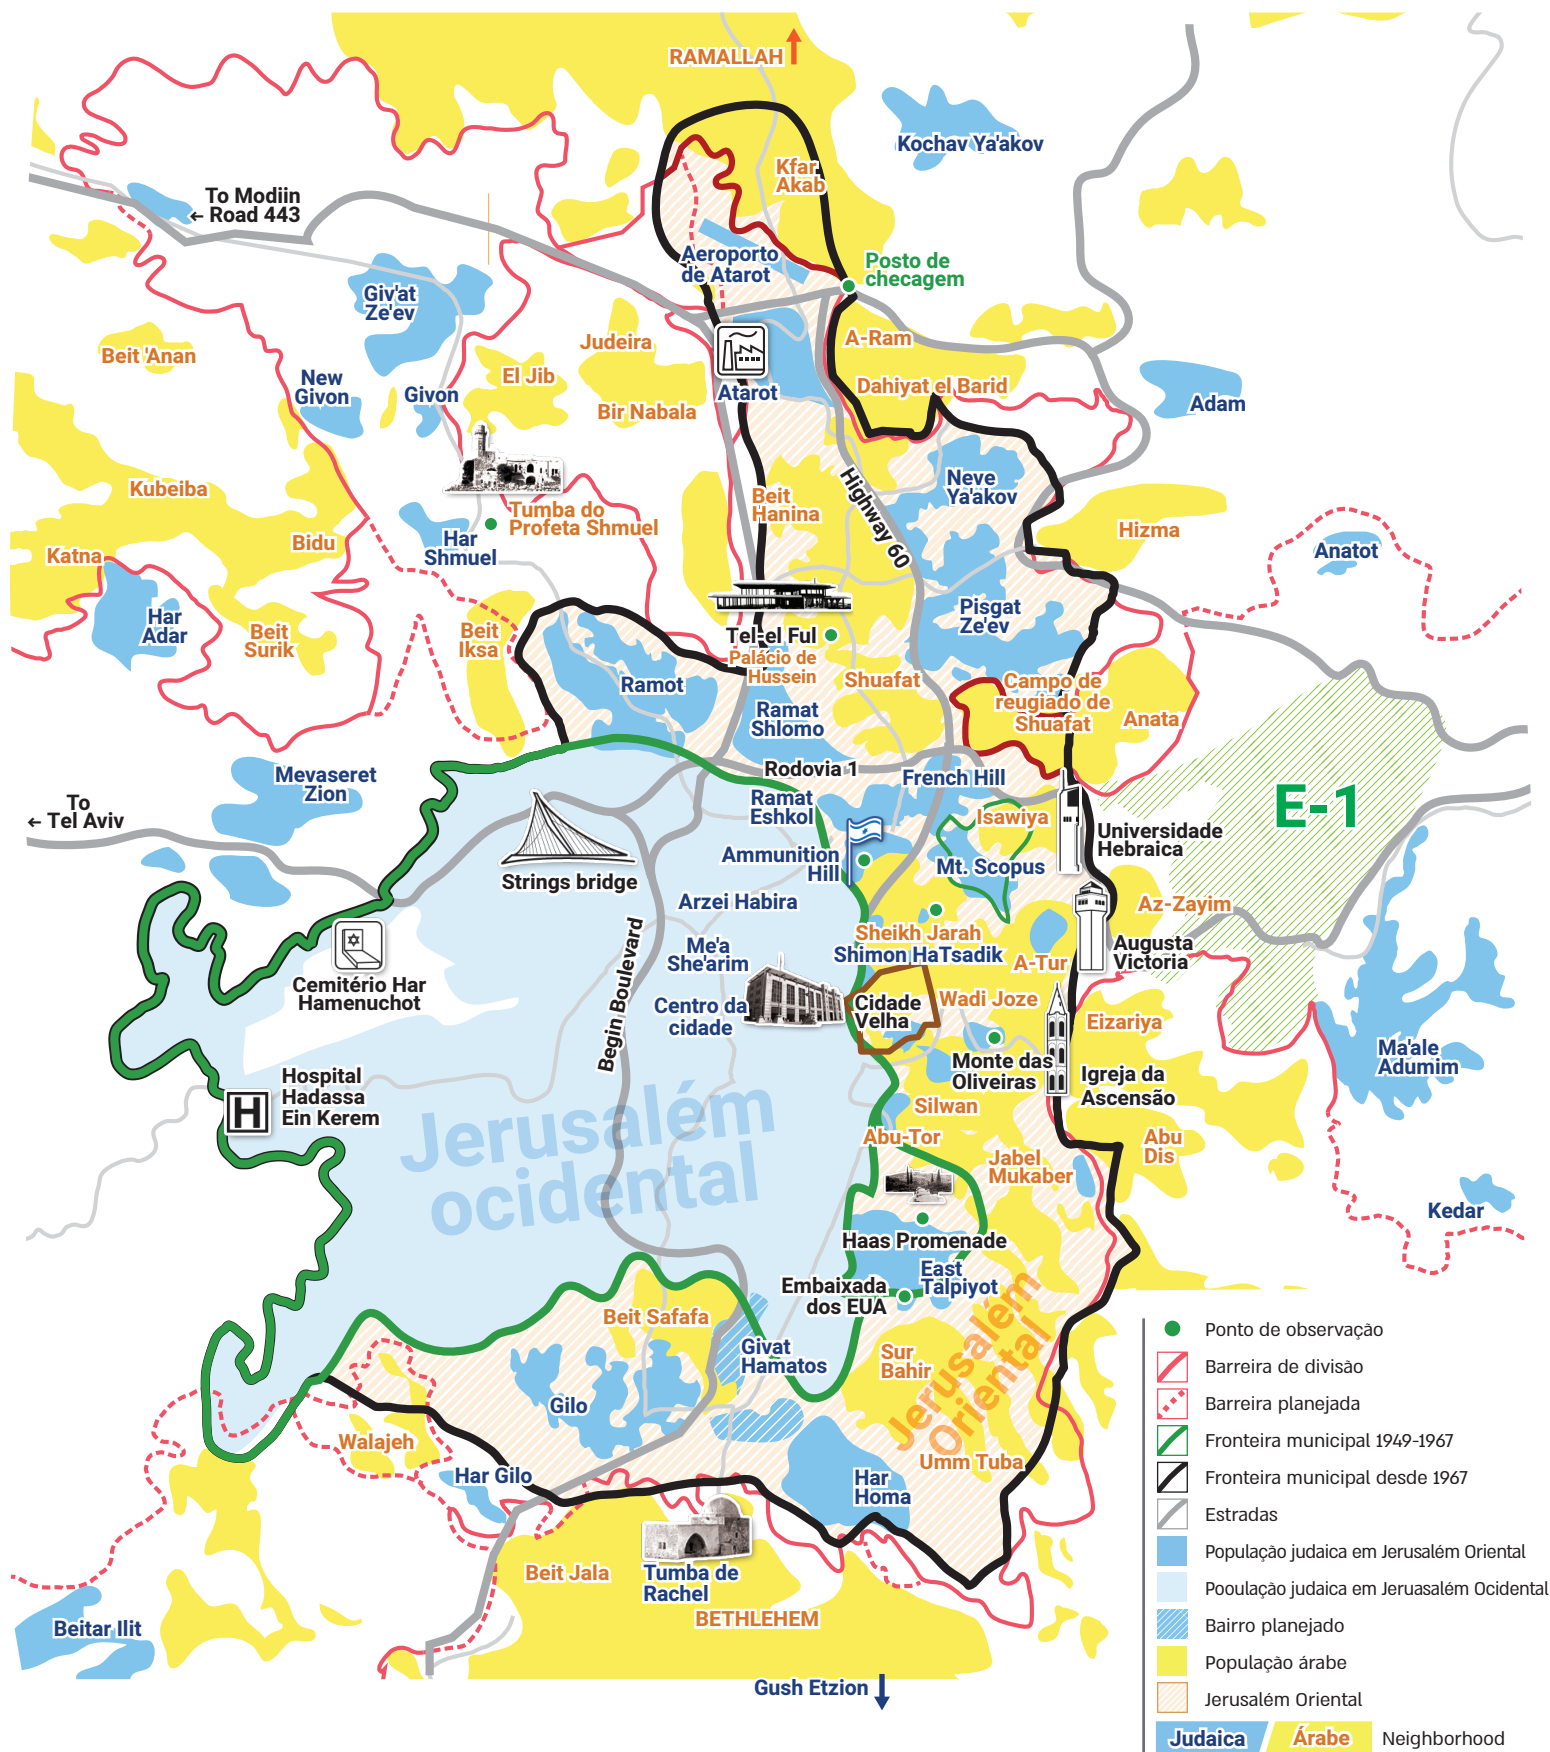 RAMALLAH
Kochav Ya'akov
Kfar
Akab
To Modiin
← Road 443
Aeroporto
de Atarot
Posto de
checagem
Giv'at
Ze'ev
Beit 'Anan
Judeira
A-Ram
New
Givon
Givon
El Jib
Bir Nabala
Atarot
Dahiyat el Barid
Adam
Kubeiba
Beit
Hanina
Highway 60
Neve
Ya'akov
Tumba do
Profeta Shmuel
Hizma
Katna
Bidu
Har
Shmuel
Anatot
Har
Adar
Beit
Surik
Beit
Iksa
Pisgat
Ze'ev
Tel-el Ful
Palácio de
Hussein
Ramot
Shuafat
Campo de
reugiado de
Shuafat
Anata
Ramat
Shlomo
Mevaseret
Zion
Rodovia 1
French Hill
To
← Tel Aviv
Ramat
Eshkol
Isawiya
E-1
Universidade
Hebraica
Ammunition
Hill
Mt. Scopus
Strings bridge
Arzei Habira
Az-Zayim
Sheikh Jarah
Shimon HaTsadik
A-Tur
Augusta
Victoria
Me'a
She'arim
Begin Boulevard
Cemitério Har
Hamenuchot
Centro da
cidade
Cidade
Velha
Wadi Joze
Eizariya
Ma'ale
Adumim
Monte das
Oliveiras
Igreja da
Ascensão
Hospital
Hadassa
Ein Kerem
H
Jerusalém
ocidental
Silwan
Abu-Tor
Abu
Dis
Jabel
Mukaber
Kedar
Haas Promenade
East
Talpiyot
Embaixada
dos EUA
Beit Safafa
Givat
Hamatos
Sur
Bahir
Jerusalém
Oriental
Gilo
Walajeh
Har Gilo
Umm Tuba
Har
Homa
Beit Jala
Tumba de
Rachel
BETHLEHEM
Beitar Ilit
Gush Etzion
Ponto de observação
Barreira de divisão
Barreira planejada
Fronteira municipal 1949-1967
Fronteira municipal desde 1967
Estradas
População judaica em Jerusalém Oriental
Pooulação judaica em Jeruasalém Ocidental
Bairro planejado
População árabe
Jerusalém Oriental
Judaica
Árabe
Neighborhood